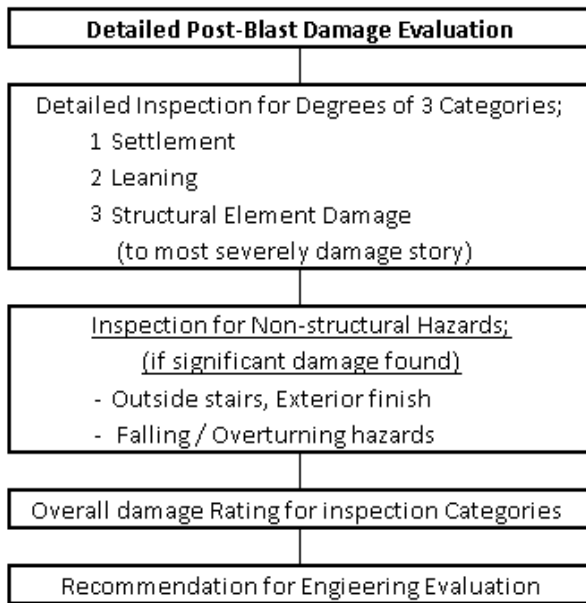 Detailed Post-Blast Damage Evaluation
Detailed Inspection for Degrees of 3 Categories;
1 Settlement
2 Leaning
3 Structural Element Damage
(to most severely damage story)
Inspection for Non-structural Hazards;
(if significant damage found)
- Outside stairs, Exterior finish
- Falling / Overturning hazards
Overall damage Rating for inspection Categories
Recommendation for Engieering Evaluation